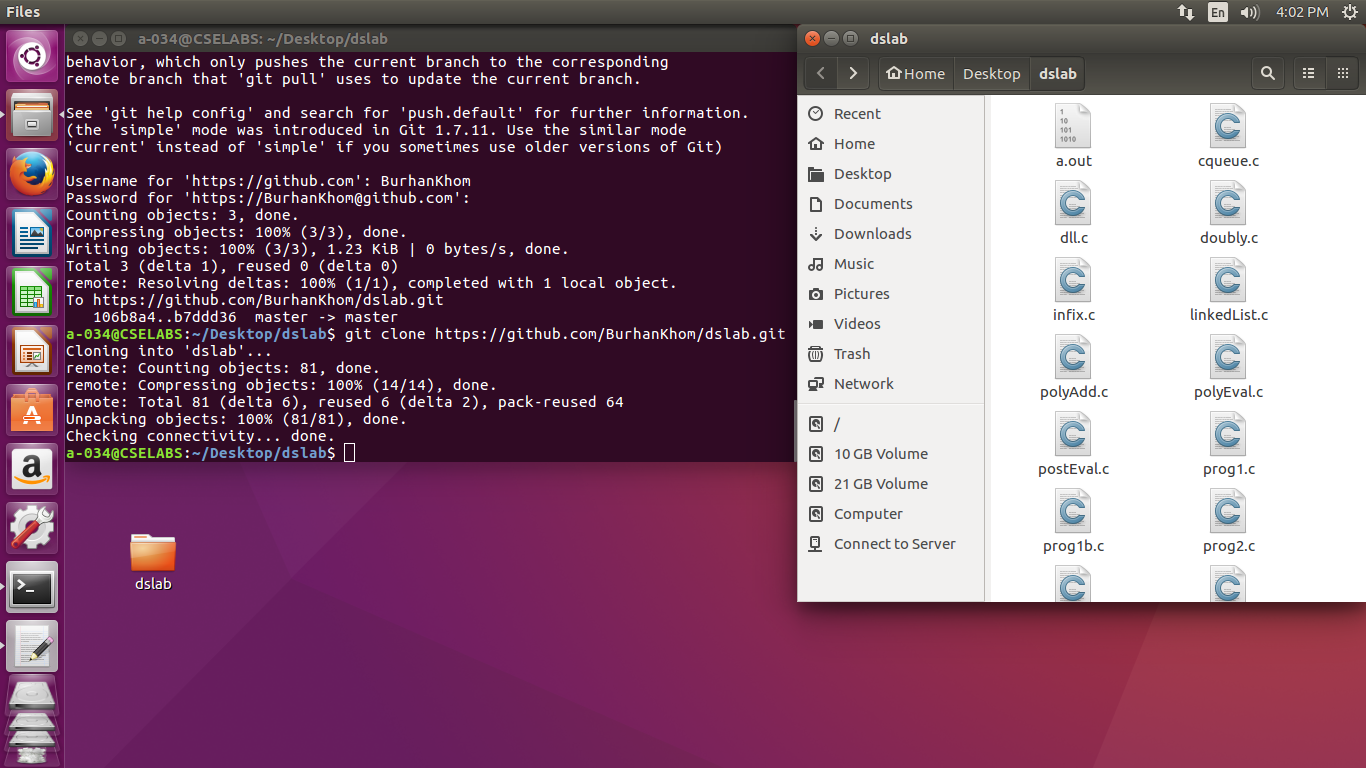 Files
En
4:02 PM
a-034@CSELABS: ~/Desktop/dslab
behavior, which only pushes the current branch to the corresponding
remote branch that 'git pull' uses to update the current branch.
See 'git help config' and search for 'push.default' for further information.
(the 'simple' mode was introduced in Git 1.7.11. Use the similar mode
'current' instead of 'simple' if you sometimes use older versions of Git)
Username for 'https://github.com': BurhanKhom
Password for 'https://BurhanKhom@github.com':
Counting objects: 3, done.
Compressing objects: 100% (3/3), done.
Writing objects: 100% (3/3), 1.23 KiB | 0 bytes/s, done.
Total 3 (delta 1), reused 0 (delta 0)
remote: Resolving deltas: 100% (1/1), completed with 1 local object.
To https://github.com/BurhanKhom/dslab.git
106b8a4..b7ddd36  master -> master
a-034@CSELABS:~/Desktop/dslab$ git clone https://github.com/BurhanKhom/dslab.git
Cloning into 'dslab'...
remote: Counting objects: 81, done.
remote: Compressing objects: 100% (14/14), done.
remote: Total 81 (delta 6), reused 6 (delta 2), pack-reused 64
Unpacking objects: 100% (81/81), done.
Checking connectivity... done.
a-034@CSELABS:~/Desktop/dslab$
dslab
dslab
Home
Desktop
dslab
Recent
Home
Desktop
Documents
Downloads
Music
Pictures
Videos
Trash
Network
/
10 GB Volume
21 GB Volume
Computer
Connect to Server
1
10
101
1010
a.out
cqueue.c
dll.c
doubly.c
infix.c
linkedList.c
polyAdd.c
polyEval.c
postEval.c
prog1.c
prog1b.c
prog2.c